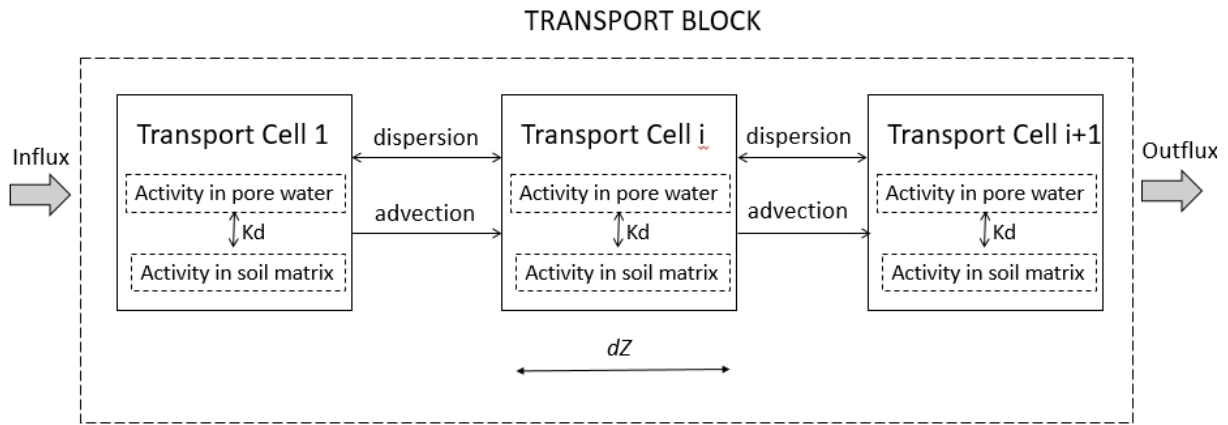 TRANSPORT BLOCK
Influx
Transport Cell 1
Activity in pore water
Kd
Activity in soil matrix
dispersion
advection
Transport Cell i
Activity in pore water
Kd
Activity in soil matrix
dispersion
advection
Transport Cell i+1
Activity in pore water
Kd
Activity in soil matrix
Outflux
dZ